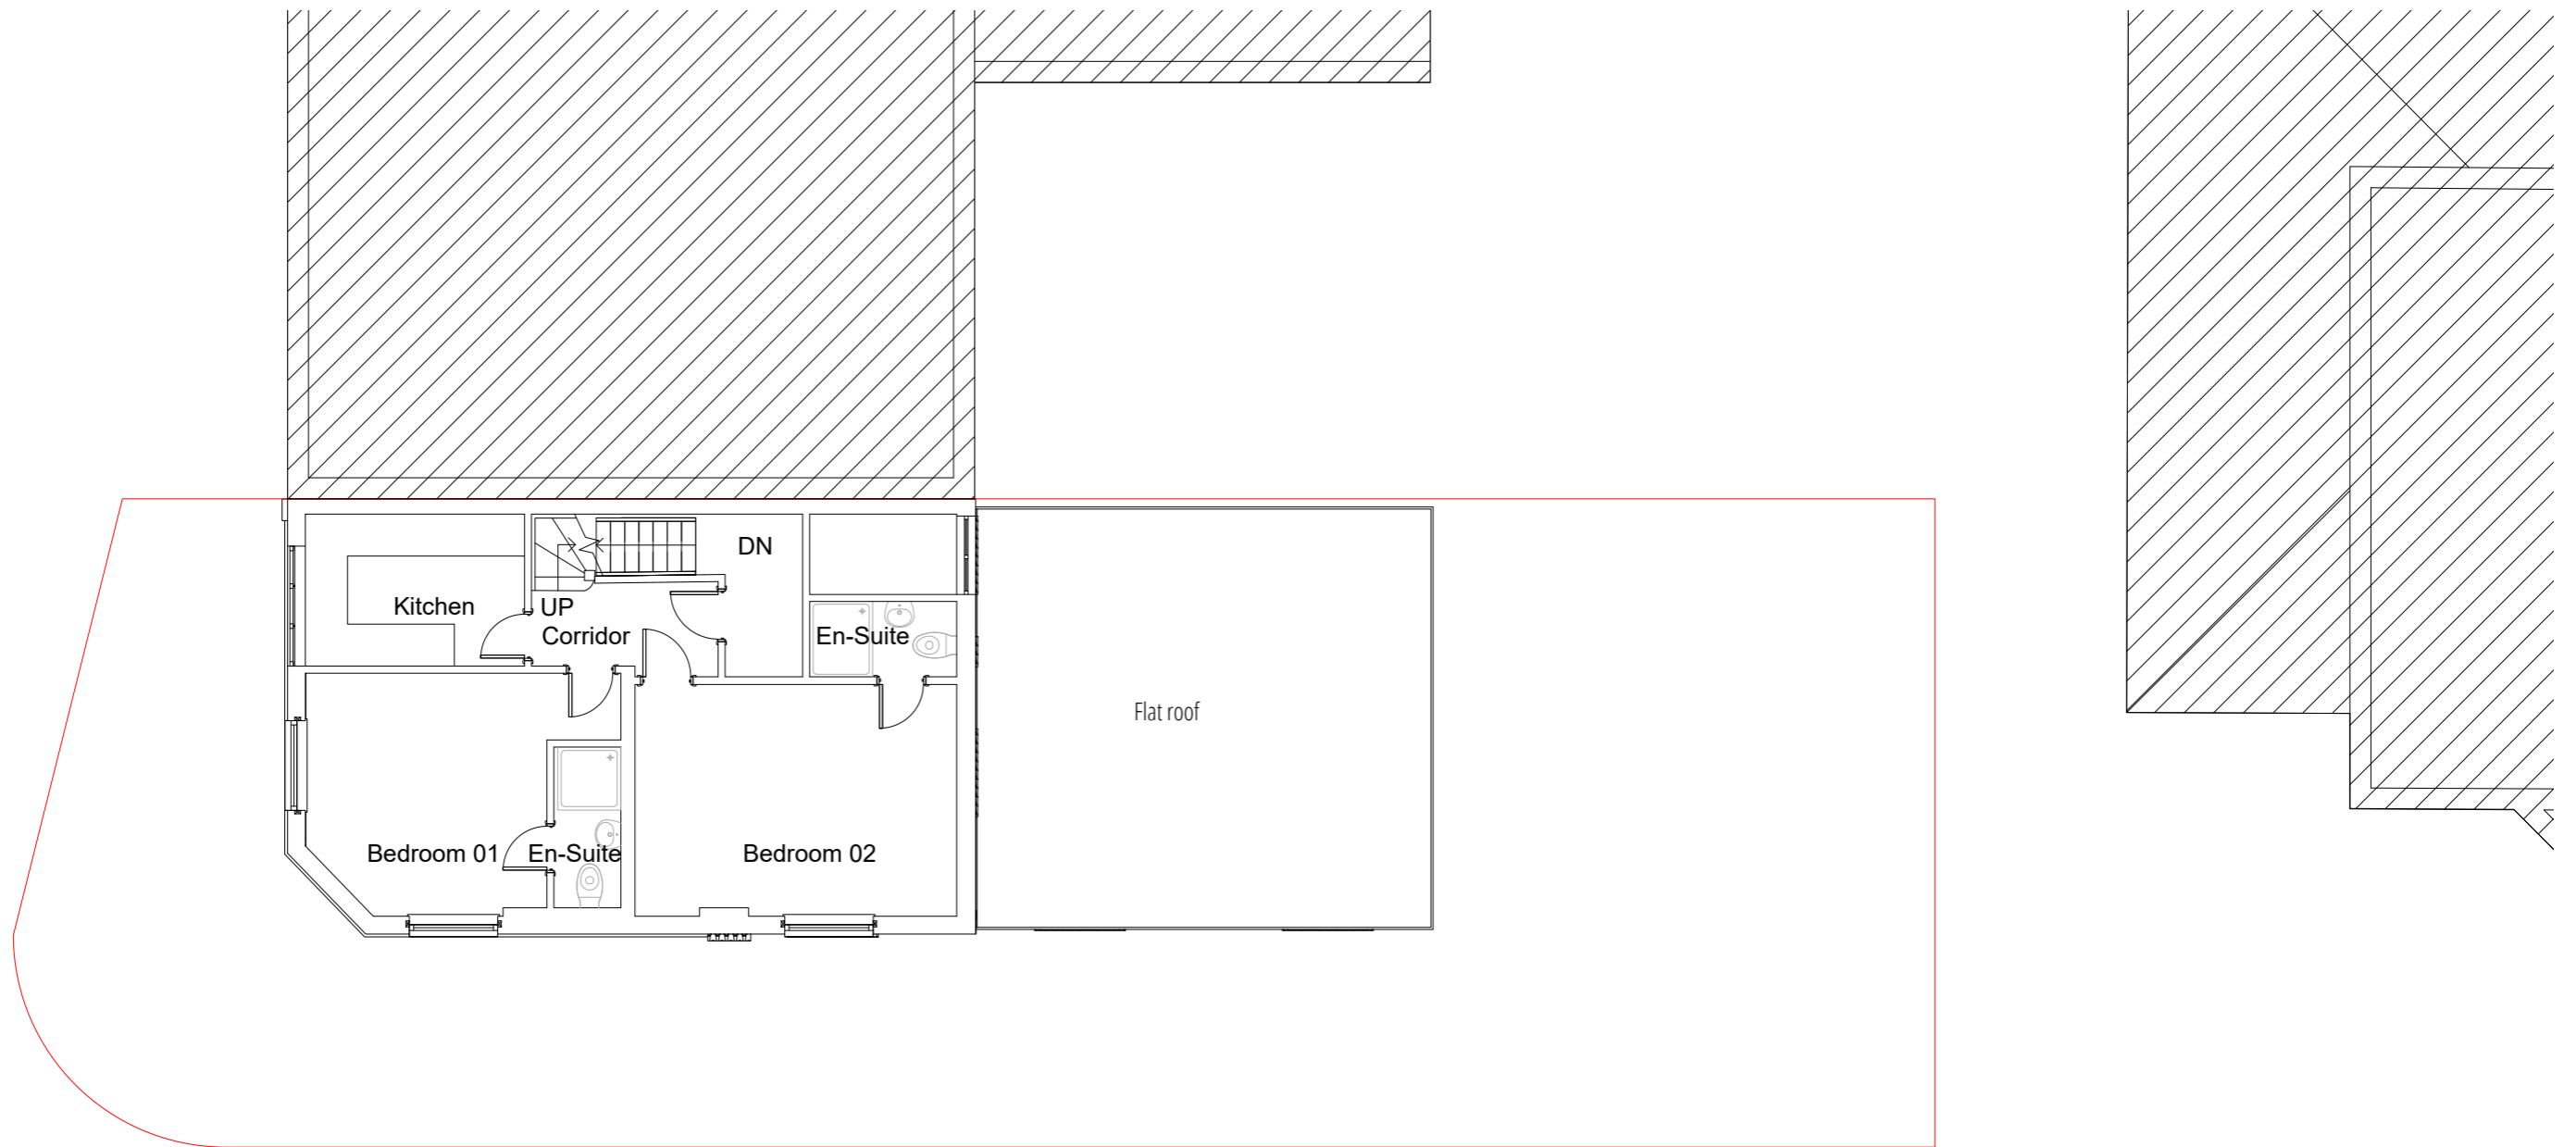 DN
Kitchen
UP
Corridor
En-Suite
Flat roof
Bedroom 01
En-Suite
Bedroom 02